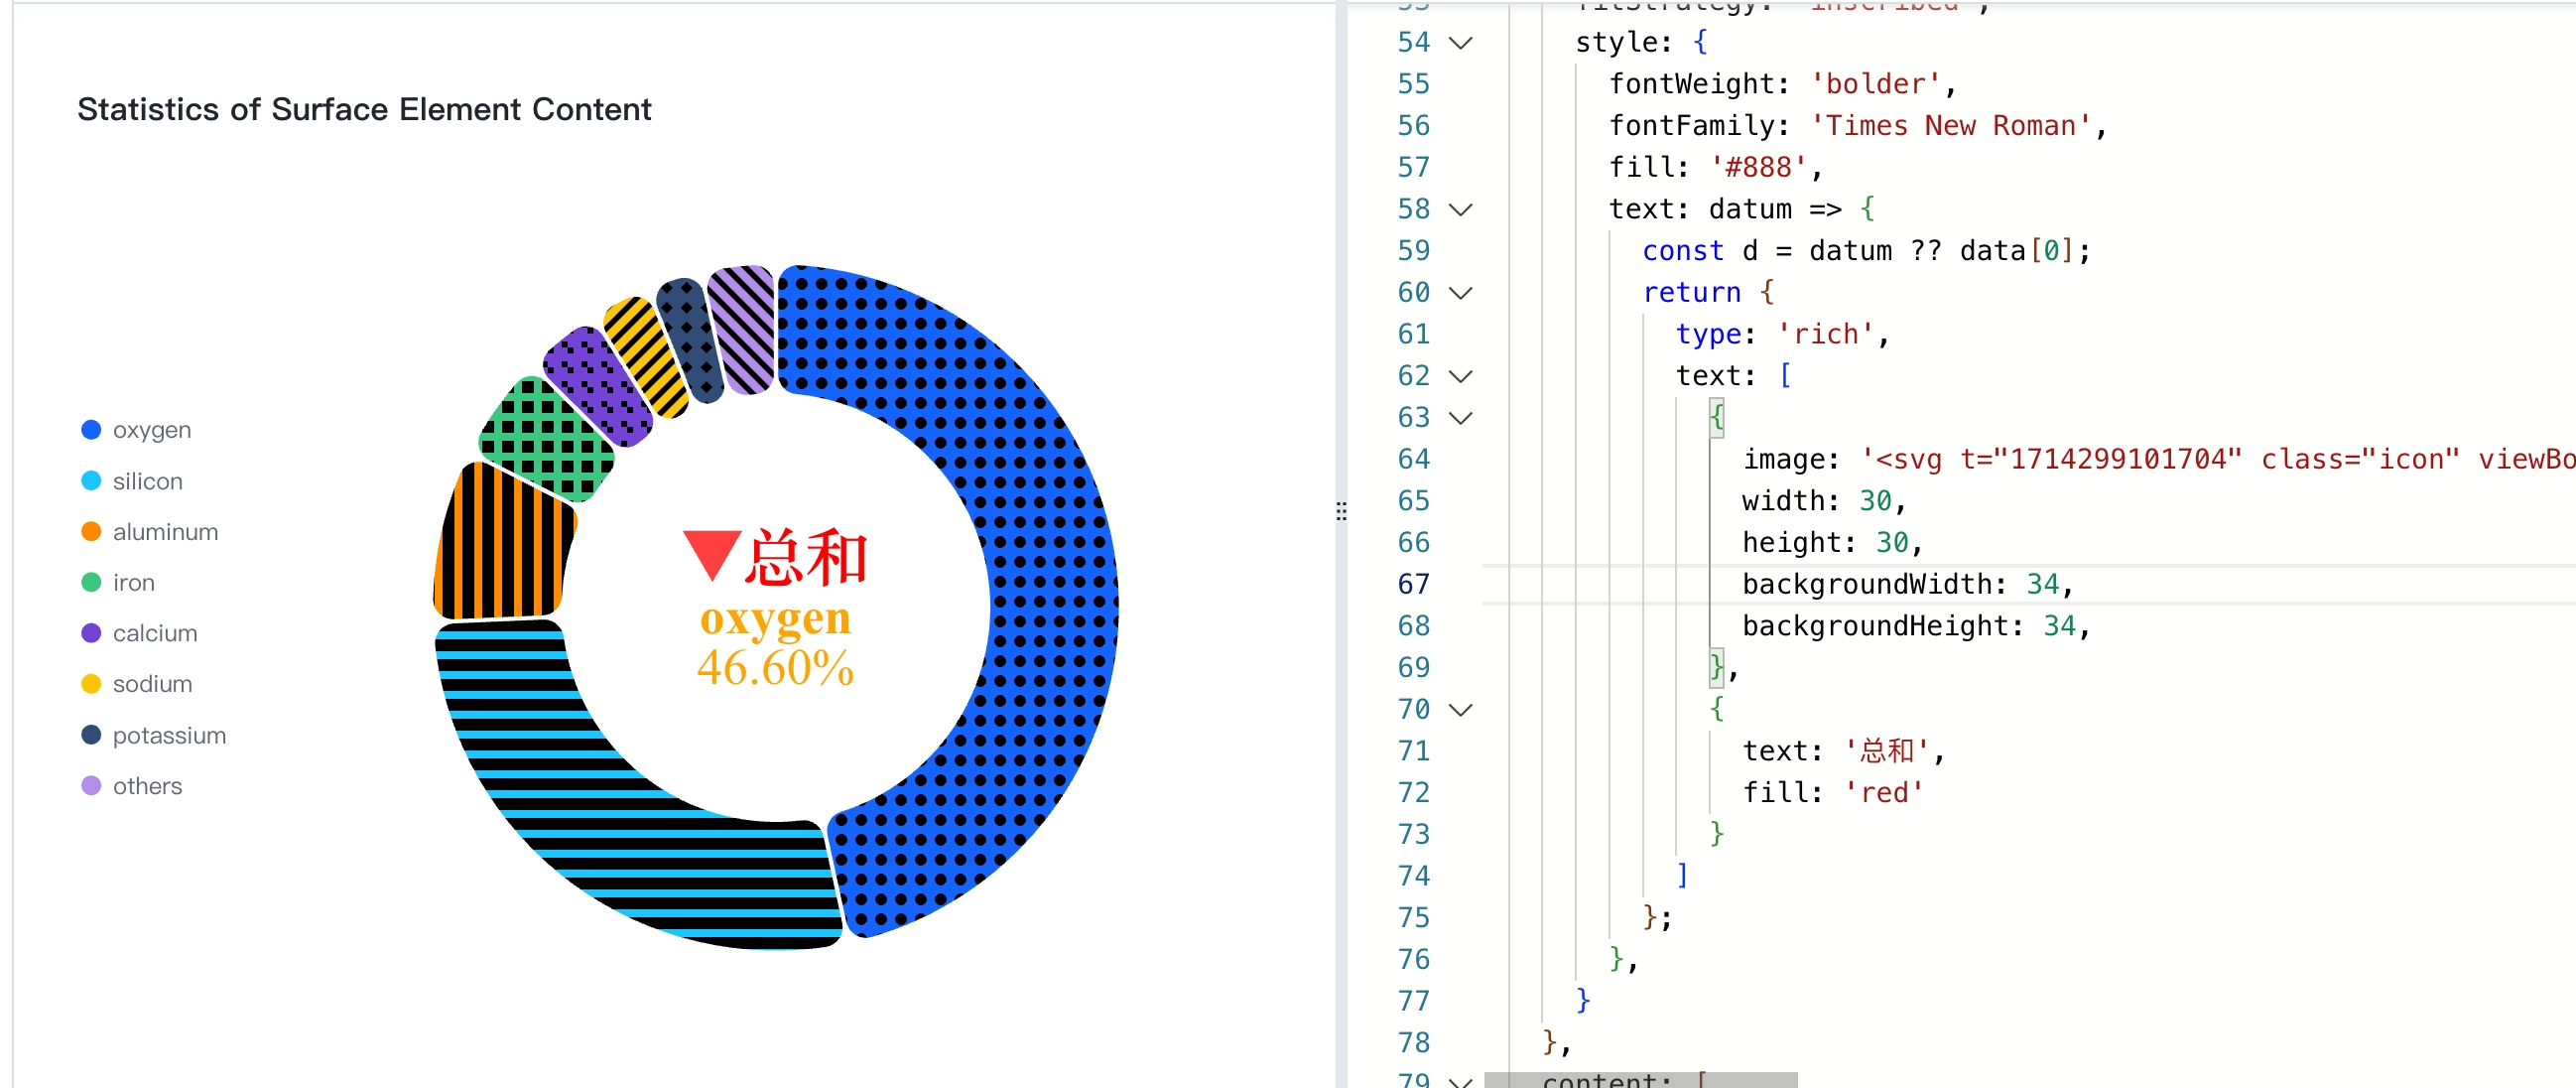 Statistics of Surface Element Content
oxygen
silicon
aluminum
iron
calcium
sodium
potassium
others
总和
oxygen
46.60%
54 style: {
55 fontWeight: 'bolder',
56 fontFamily: 'Times New Roman',
57 fill: '#888',
58 text: datum => {
59 const d = datum ?? data[0];
60 return {
61 type: 'rich',
62 text: [
63 {
64 image: '<svg t="1714299101704" class="icon" viewBo
65 width: 30,
66 height: 30,
67 backgroundWidth: 34,
68 backgroundHeight: 34,
69 },
70 {
71 text: '总和',
72 fill: 'red'
73 }
74 ]
75 };
76 },
77 }
78 },
79 content: [